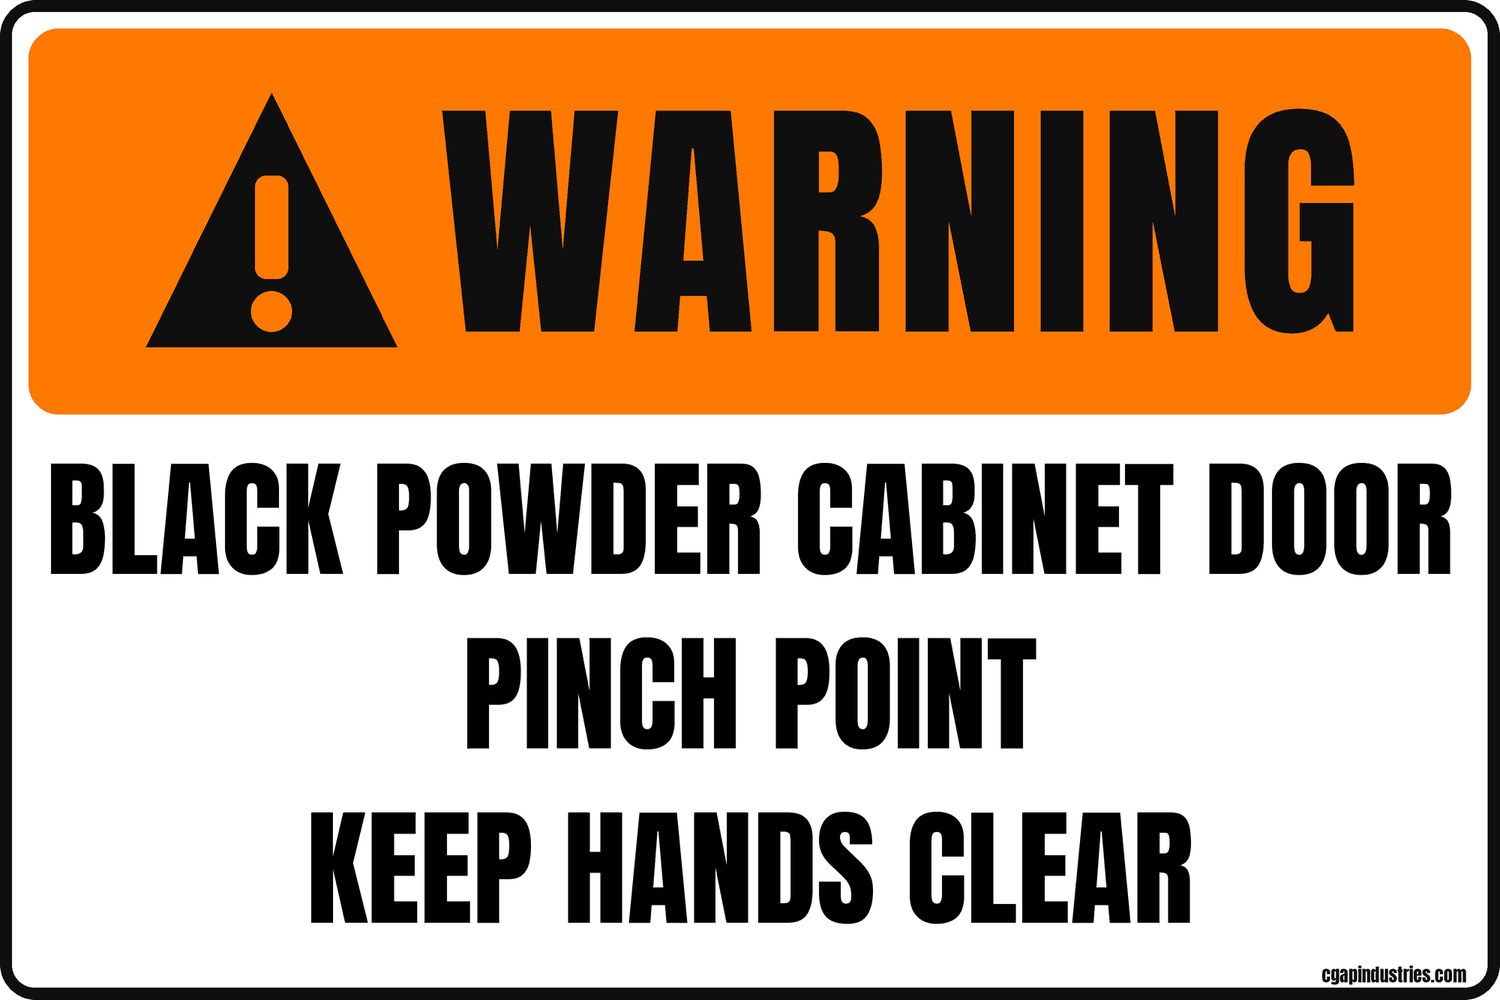 WARNING
BLACK POWDER CABINET DOOR
PINCH POINT
KEEP HANDS CLEAR
cgapindustries.com